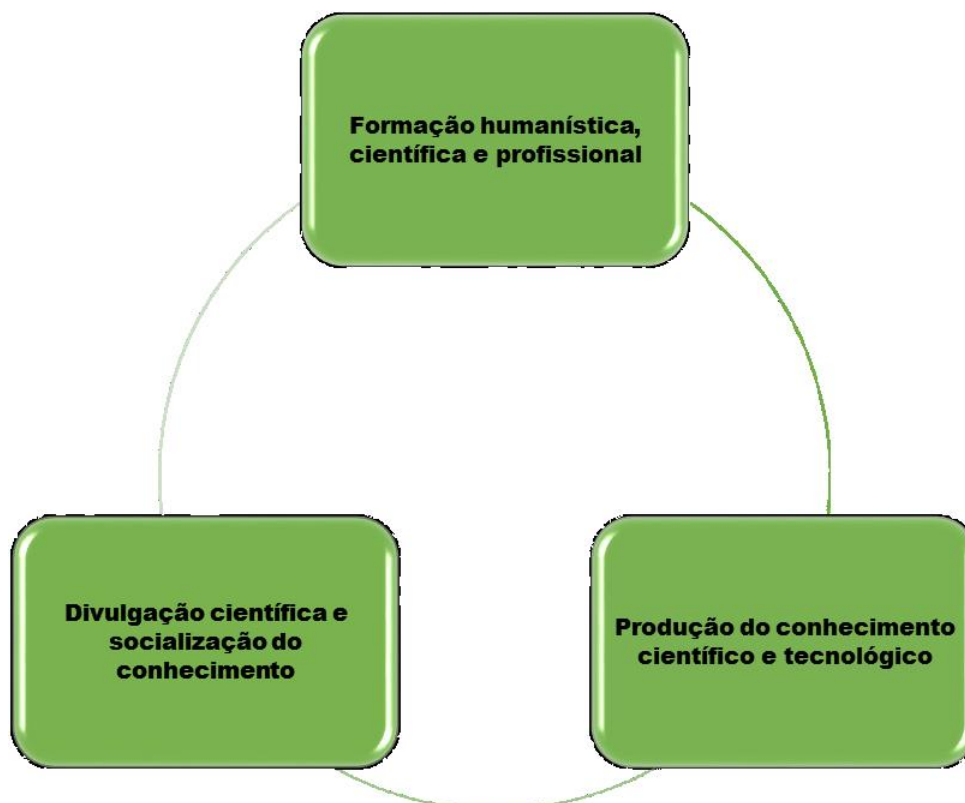 Formação humanística,
científica e profissional
Divulgação científica e
socialização do
conhecimento
Produção do conhecimento
científico e tecnológico